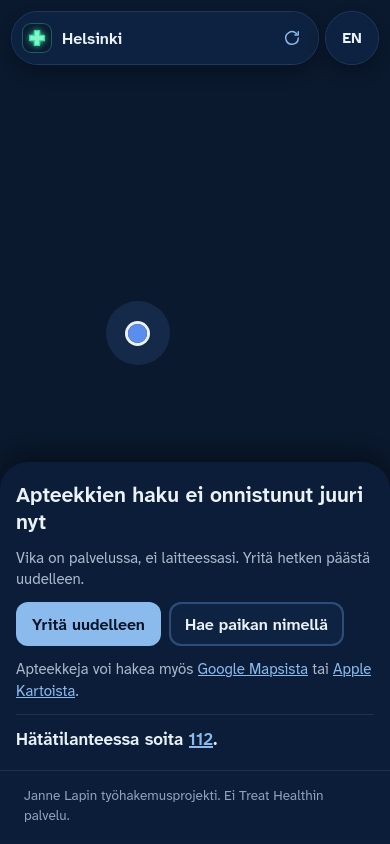 Helsinki
EN
Apteekkien haku ei onnistunut juuri
nyt
Vika on palvelussa, ei laitteessasi. Yritä hetken päästä
uudelleen.
Yritä uudelleen
Hae paikan nimellä
Apteekkeja voi hakea myös Google Mapsista tai Apple
Kartoista.
Hätätilanteessa soita 112.
Janne Lapin työhakemusprojekti. Ei Treat Healthin
palvelu.